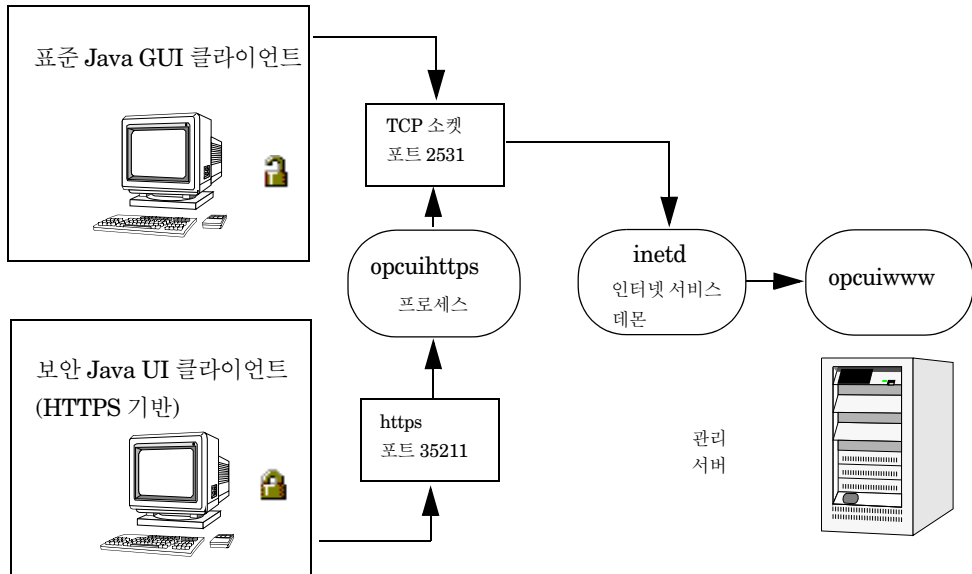 표준 Java GUI 클라이언트
TCP 소켓
포트 2531
opcuihttps
프로세스
inetd
인터넷 서비스
데몬
opcuiwww
보안 Java UI 클라이언트
(HTTPS 기반)
https
포트 35211
관리
서버